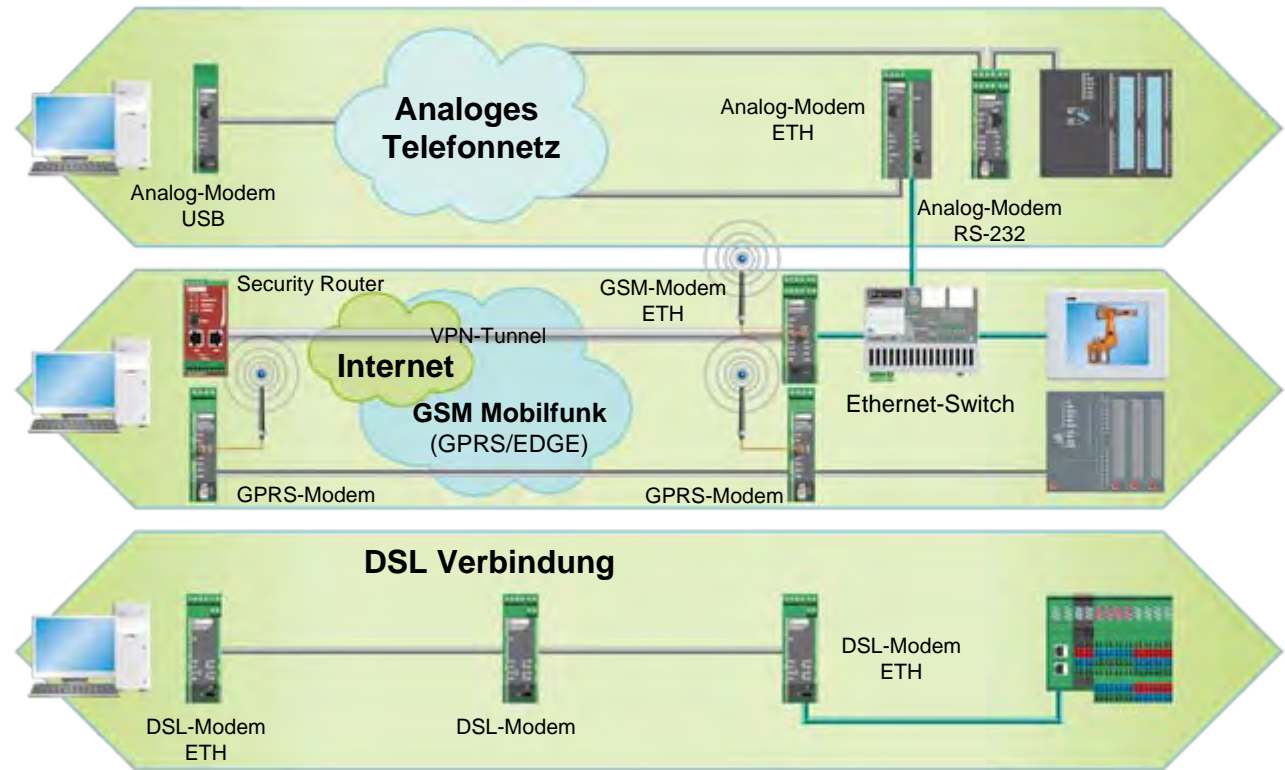 Analoges
Telefonnetz
Analog-Modem
ETH
Analog-Modem
USB
Analog-Modem
RS-232
Security Router
GSM-Modem
ETH
VPN-Tunnel
Internet
GSM Mobilfunk
(GPRS/EDGE)
Ethernet-Switch
GPRS-Modem
GPRS-Modem
DSL Verbindung
DSL-Modem
ETH
DSL-Modem
ETH
DSL-Modem